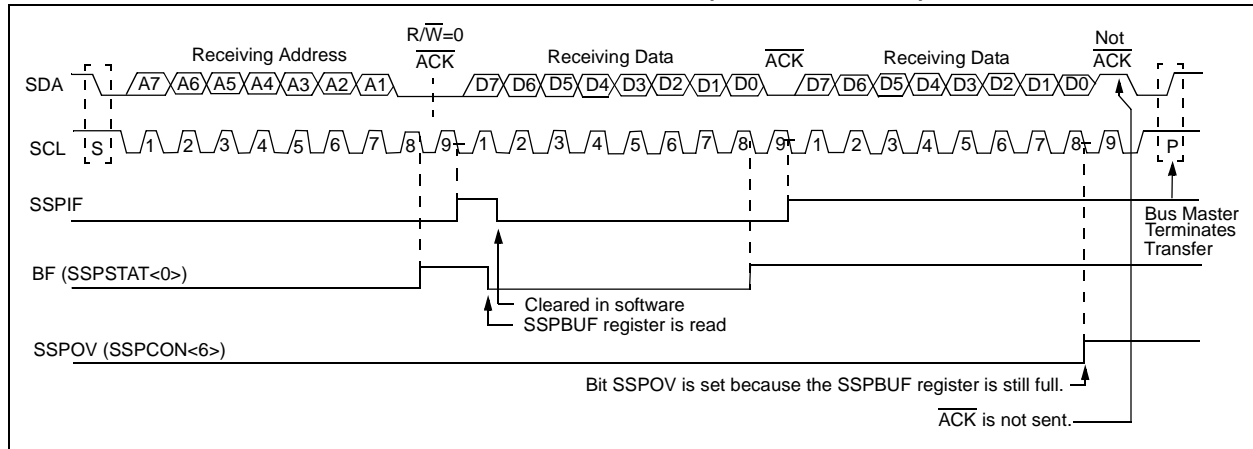 R/W=0
Receiving Address ACK Receiving Data ACK Receiving Data Not ACK
SDA A7 A6 A5 A4 A3 A2 A1 D7 D6 D5 D4 D3 D2 D1 D0 D7 D6 D5 D4 D3 D2 D1 D0
SCL S 1 2 3 4 5 6 7 8 9 1 2 3 4 5 6 7 8 9 1 2 3 4 5 6 7 8 9 P
SSPIF
Bus Master
Terminates
Transfer
BF (SSPSTAT<0>)
Cleared in software
SSPBUF register is read
SSPOV (SSPCON<6>)
Bit SSPOV is set because the SSPBUF register is still full.
ACK is not sent.